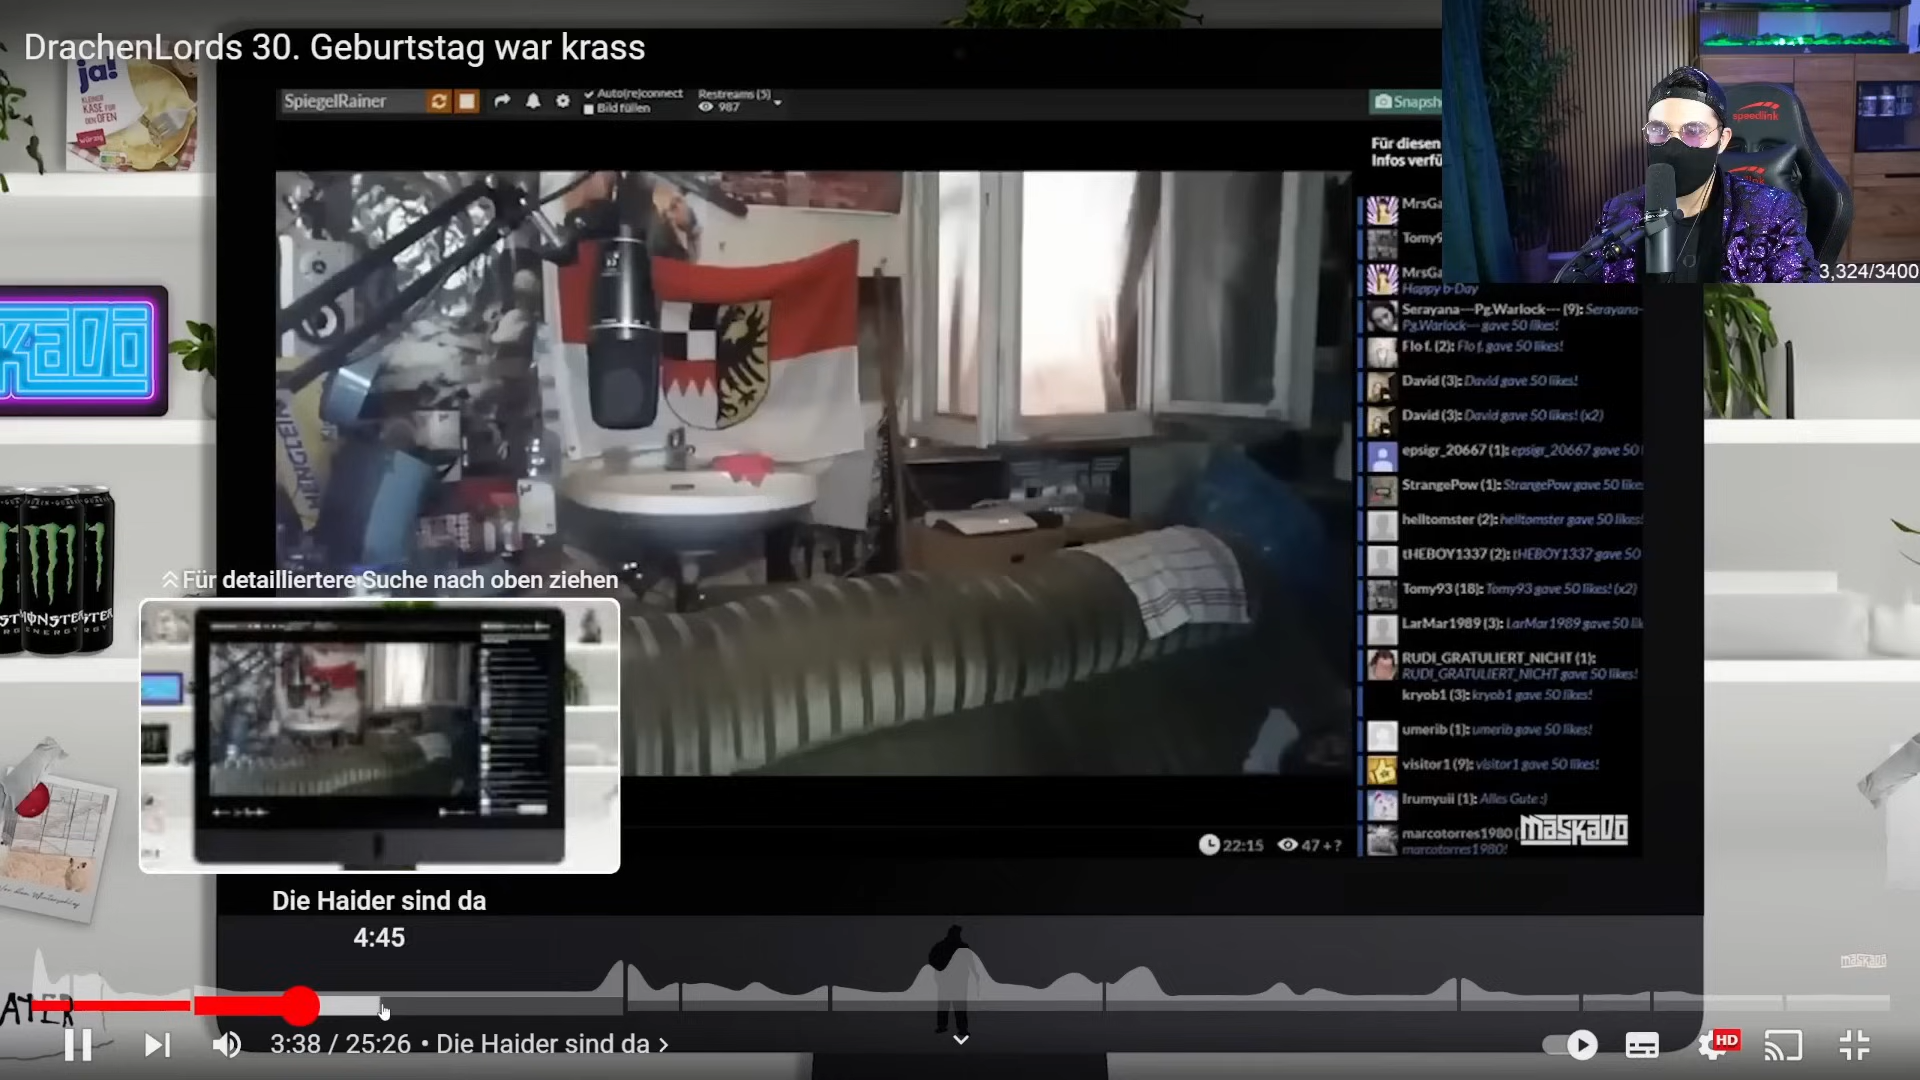 DrachenLords 30. Geburtstag war krass
ja!
SpiegelRainer
Auto(re)connect
Bild füllen
Restreams (5)
987
Snapsh
Für diesen
Infos verfü
MrsGa
Tomy9
MrsGa
Happy b-Day
Serayana---Pg.Warlock--- (9): Serayana-
Pg.Warlock--- gave 50 likes!
Flo f. (2): Flo f. gave 50 likes!
David (3): David gave 50 likes!
David (3): David gave 50 likes! (x2)
epsigr_20667 (1): epsigr_20667 gave 50
StrangePow (1): StrangePow gave 50 like
helltomster (2): helltomster gave 50 likes!
tHEBOY1337 (2): tHEBOY1337 gave 50
Tomy93 (18): Tomy93 gave 50 likes! (x2)
LarMar1989 (3): LarMar1989 gave 50 lik
RUDI_GRATULIERT_NICHT (1):
RUDI_GRATULIERT_NICHT gave 50 likes!
kryob1 (3): kryob1 gave 50 likes!
umerib (1): umerib gave 50 likes!
visitor1 (9): visitor1 gave 50 likes!
Irumyuii (1): Alles Gute :)
marcotorres1980 (
marcotorres1980!
MASKADO
22:15
47 + ?
speedlink
3,324/3400
KADO
MONSTER
ENERGY
Für detailliertere Suche nach oben ziehen
Die Haider sind da
4:45
MASKADO
3:38 / 25:26 • Die Haider sind da
HD